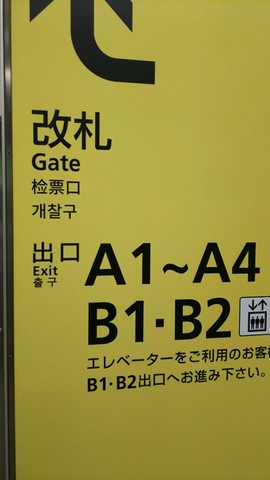 改札
Gate
检票口
개찰구
出口 A1~A4
Exit
출구
B1·B2
エレベーターをご利用のお客
B1·B2出口へお進み下さい。